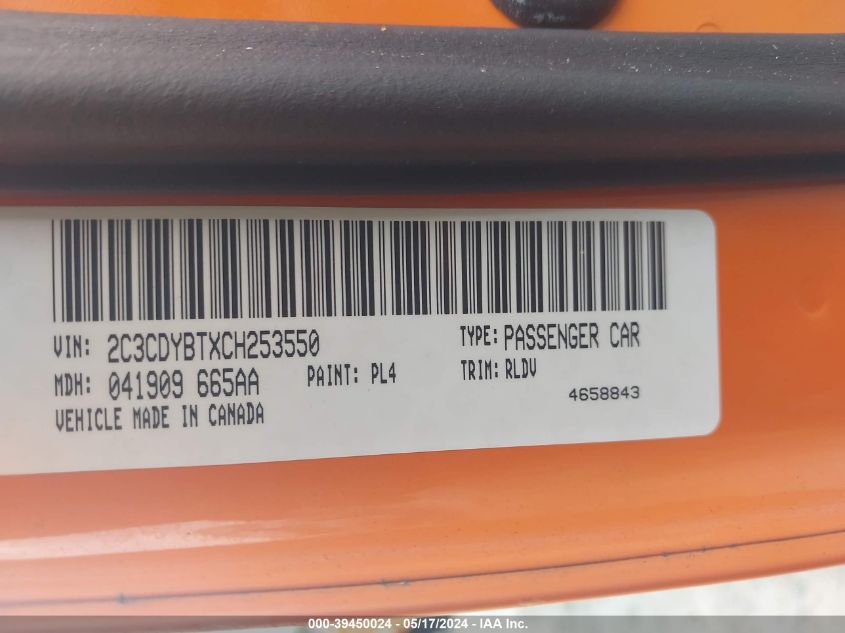 VIN: 2C3CDYBTXCH253550 TYPE: PASSENGER CAR
MDH: 041909 665AA PAINT: PL4 TRIM: RLDV
VEHICLE MADE IN CANADA 4658843
000-39450024 - 05/17/2024 - IAA Inc.